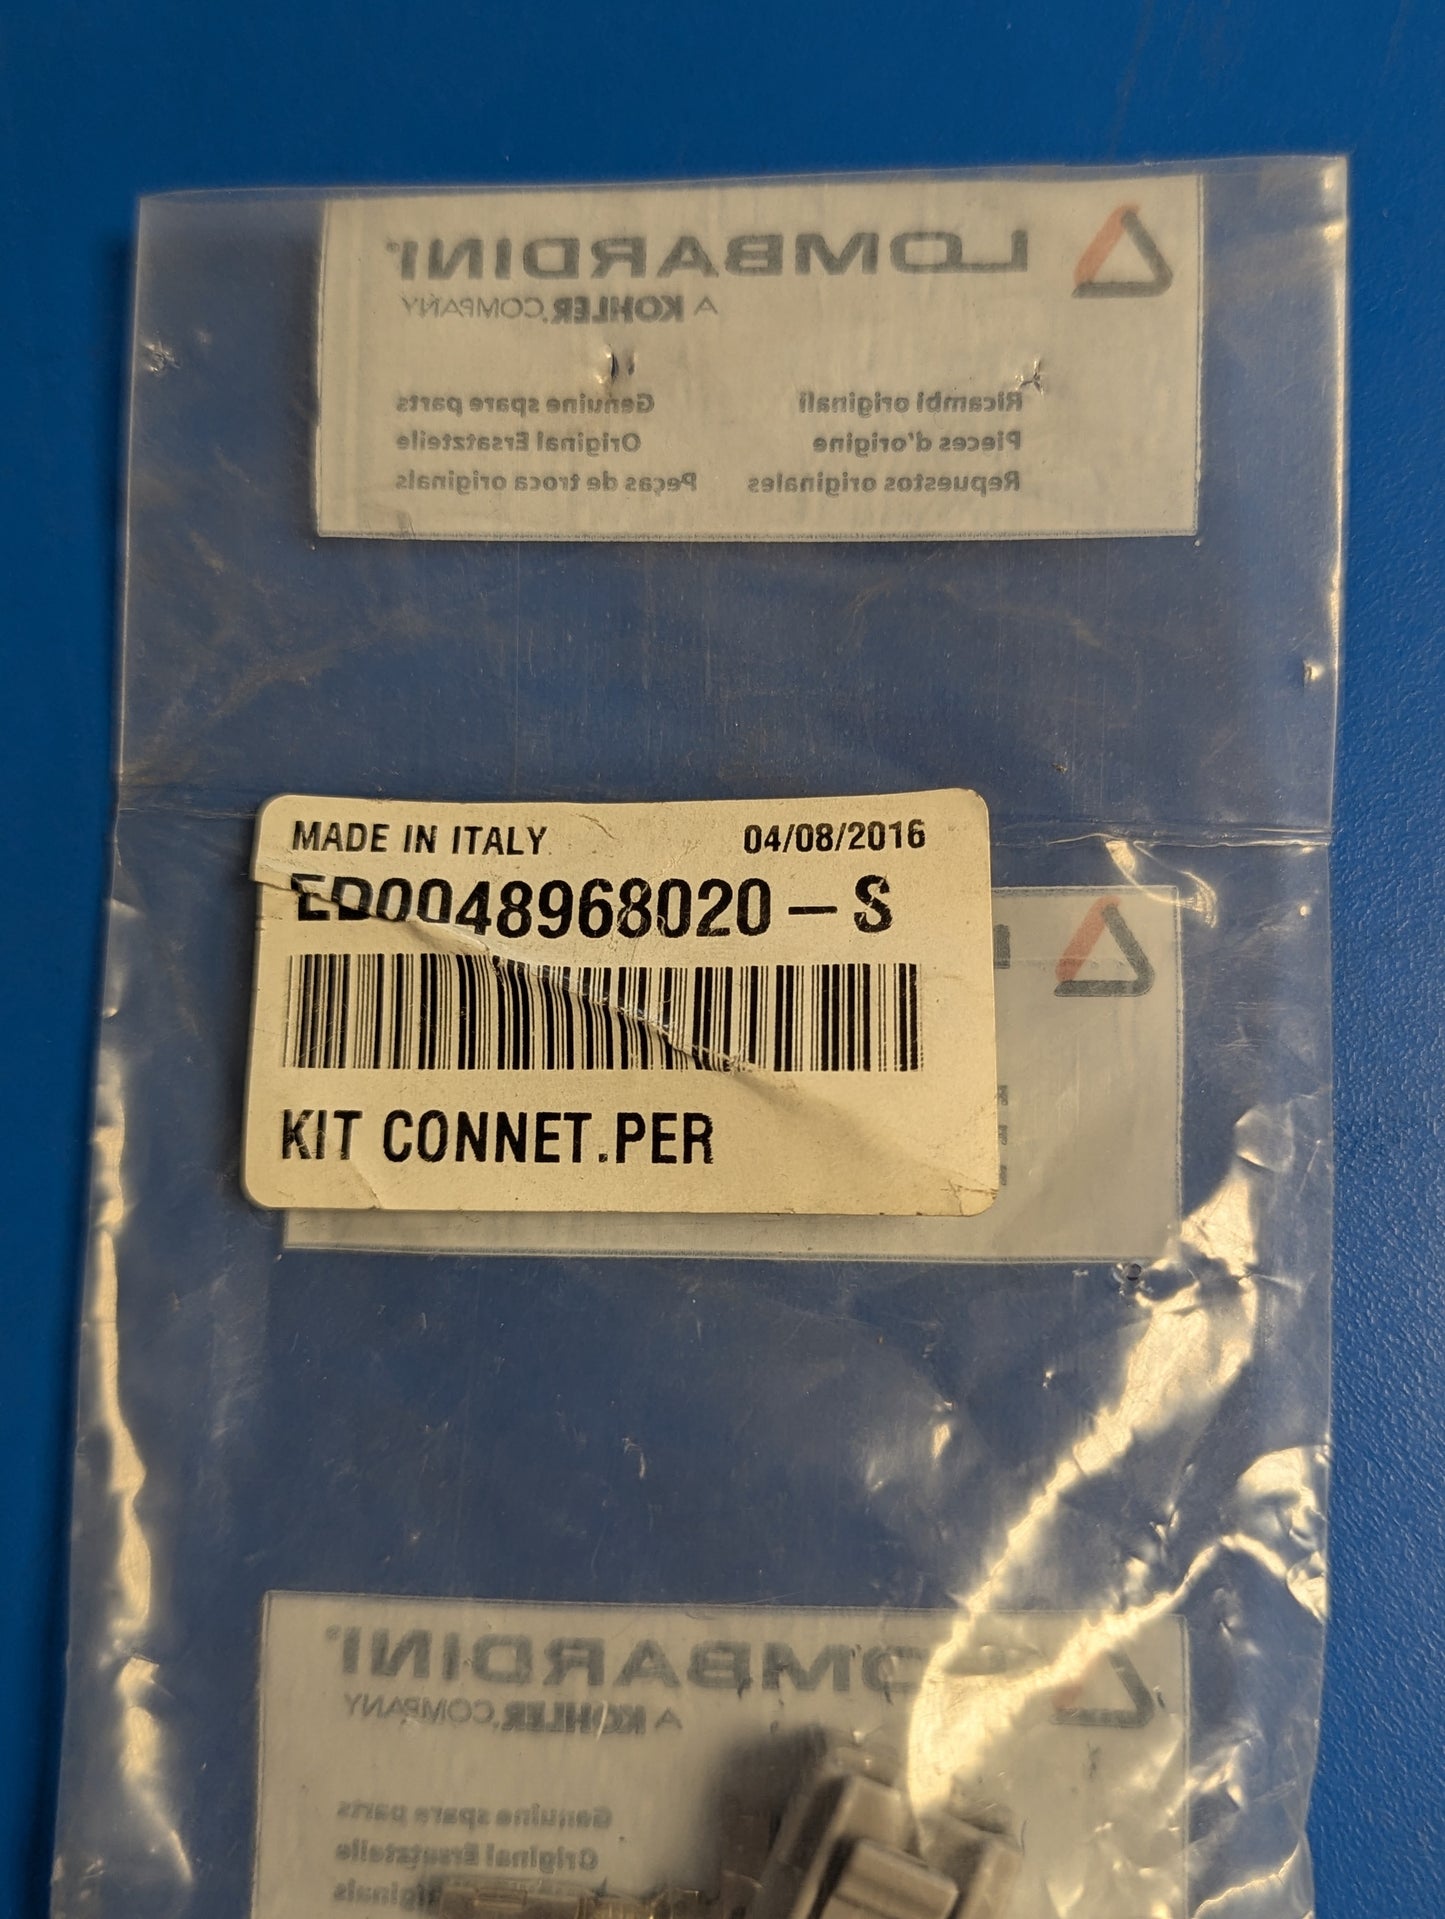 LOMBARDINI®
A KOHLER COMPANY
Ricambi originali
Genuine spare parts
Pieces d'origine
Original Ersatzteile
Repuestos originales
Peças de troca originals
MADE IN ITALY
04/08/2016
ED0048968020-S
KIT CONNET.PER
LOMBARDINI®
A KOHLER COMPANY
Genuine spare parts
Original Ersatzteile